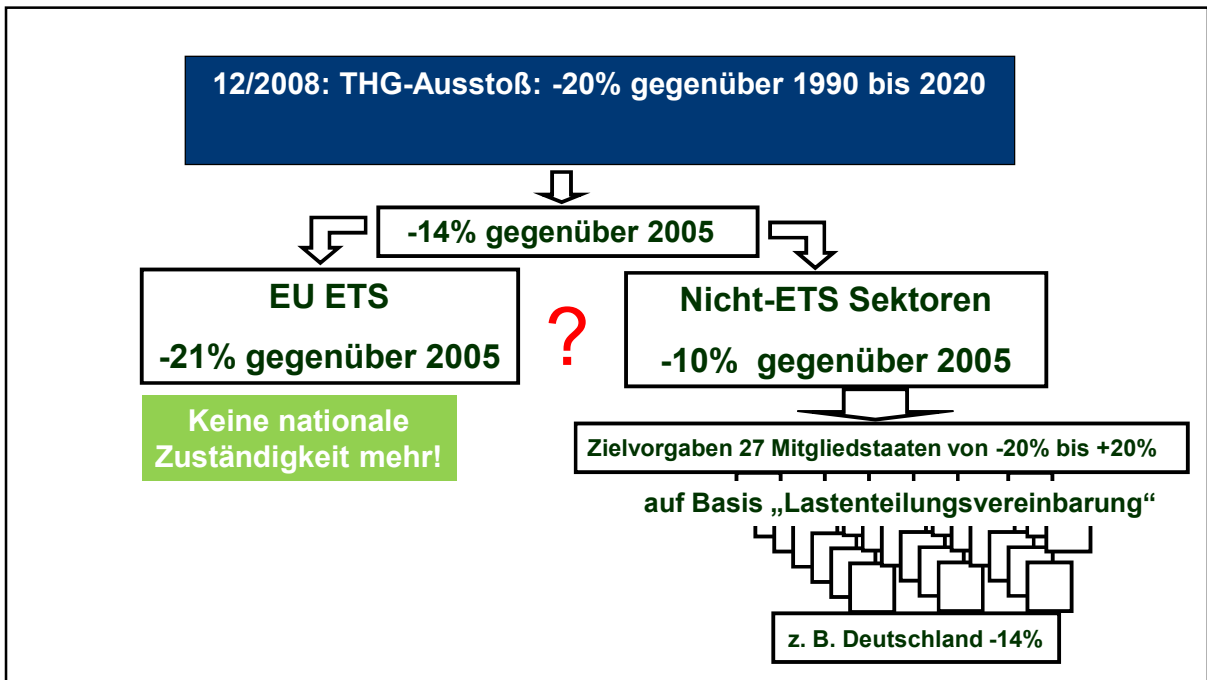 12/2008: THG-Ausstoß: -20% gegenüber 1990 bis 2020
-14% gegenüber 2005
EU ETS
-21% gegenüber 2005
?
Nicht-ETS Sektoren
-10% gegenüber 2005
Keine nationale
Zuständigkeit mehr!
Zielvorgaben 27 Mitgliedstaaten von -20% bis +20%
auf Basis „Lastenteilungsvereinbarung“
z. B. Deutschland -14%